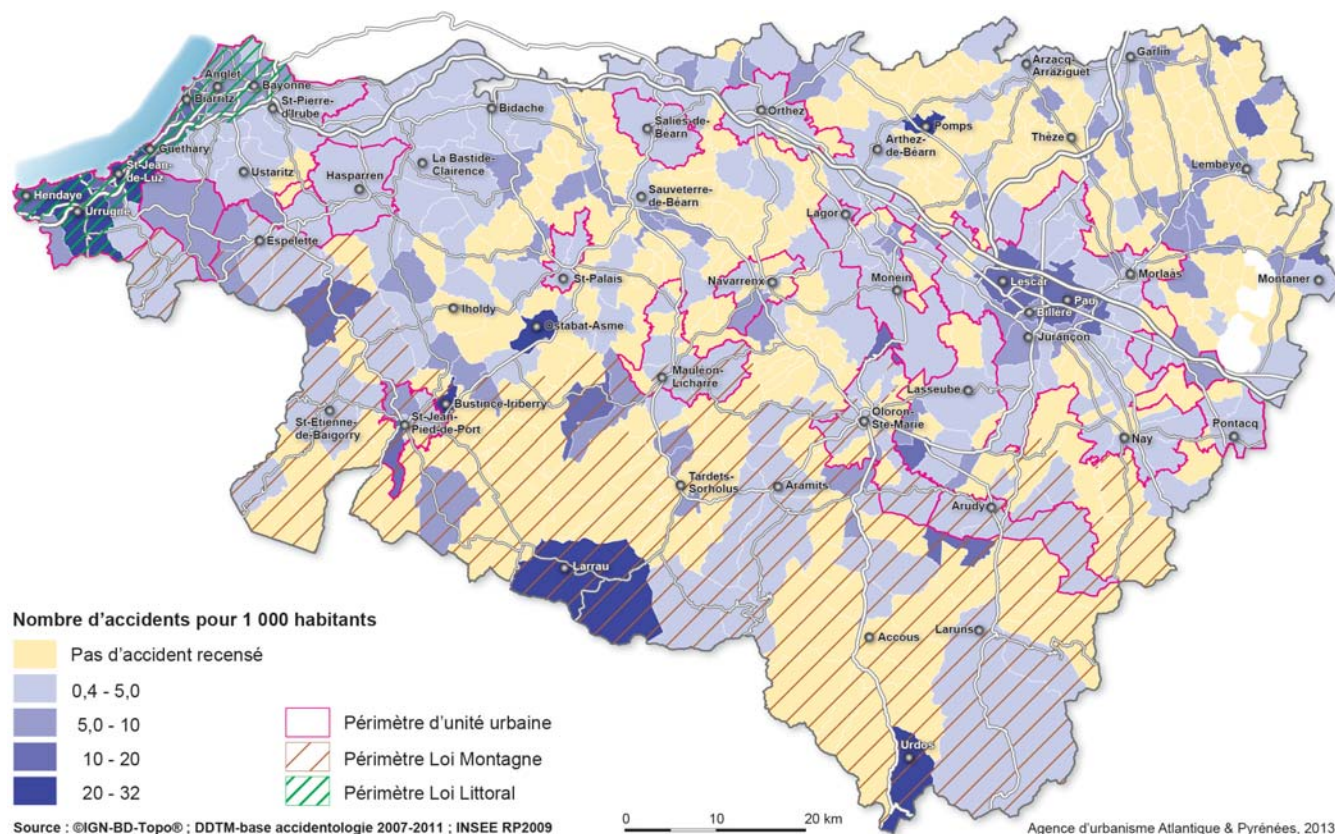 Garlin
Arzacq-
Arraziguet
Anglet
Bayonne
Biarritz
St-Pierre-
d'Irube
Bidache
Salies-de-
Béarn
Orthez
Pomps
Arthez-
de-Béarn
Thèze
Guethary
St-Jean-
de-Luz
Ustaritz
Hasparren
La Bastide-
Clairence
Lembeye
Hendaye
Urrugne
Sauveterre-
de-Béarn
Lagor
Espelette
St-Palais
Navarrenx
Monein
Lescar
Morlaàs
Montaner
Pau
Billère
Iholdy
Ostabat-Asme
Jurançon
Mauléon-
Licharre
Lasseube
Bustince-Iriberry
St-Etienne-
de-Baigorry
St-Jean-
Pied-de-Port
Oloron-
Ste-Marie
Nay
Pontacq
Tardets-
Sorholus
Aramits
Arudy
Larrau
Accous
Laruns
Urdos
Nombre d'accidents pour 1 000 habitants
Pas d'accident recensé
0,4 - 5,0
5,0 - 10
10 - 20
20 - 32
Périmètre d'unité urbaine
Périmètre Loi Montagne
Périmètre Loi Littoral
0 10 20 km
Source : ©IGN-BD-Topo® ; DDTM-base accidentologie 2007-2011 ; INSEE RP2009
Agence d'urbanisme Atlantique & Pyrénées, 2013